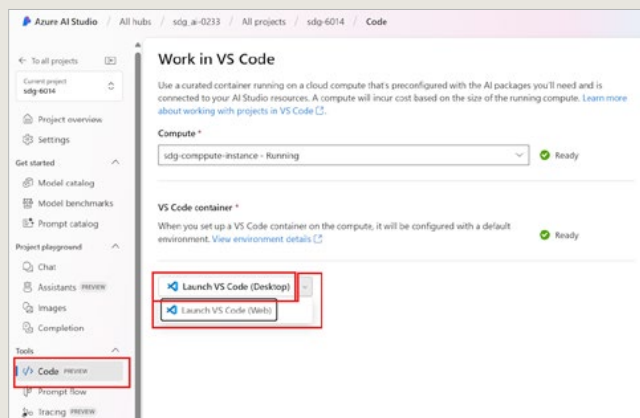 Azure AI Studio / All hubs / sdg_ai-0233 / All projects / sdg-6014 / Code
To all projects
Current project
sdg-6014
Project overview
Settings
Get started
Model catalog
Model benchmarks
Prompt catalog
Project playground
Chat
Assistants PREVIEW
Images
Completion
Tools
Code PREVIEW
Prompt flow
Tracing PREVIEW
Work in VS Code
Use a curated container running on a cloud compute that's preconfigured with the AI packages you'll need and is
connected to your AI Studio resources. A compute will incur cost based on the size of the running compute. Learn more
about working with projects in VS Code
Compute *
sdg-comppute-instance - Running
Ready
VS Code container *
When you set up a VS Code container on the compute, it will be configured with a default
environment. View environment details
Ready
Launch VS Code (Desktop)
Launch VS Code (Web)